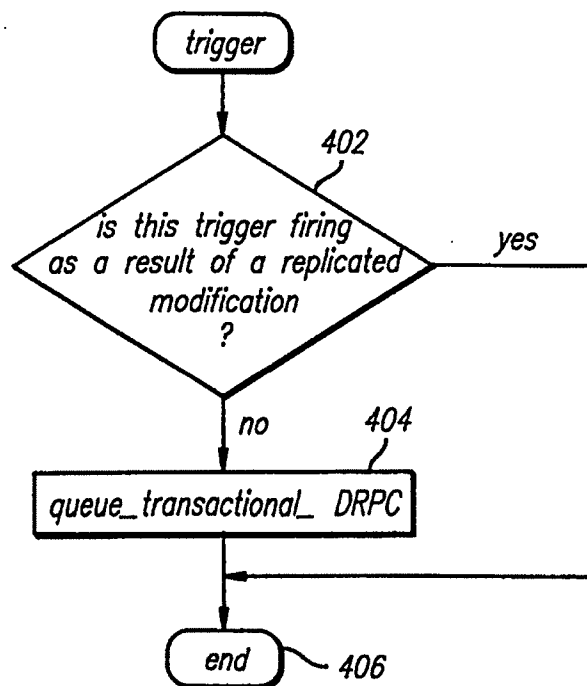 trigger
402
is this trigger firing
as a result of a replicated
modification
?
yes
no
404
queue_transactional_ DRPC
end
406